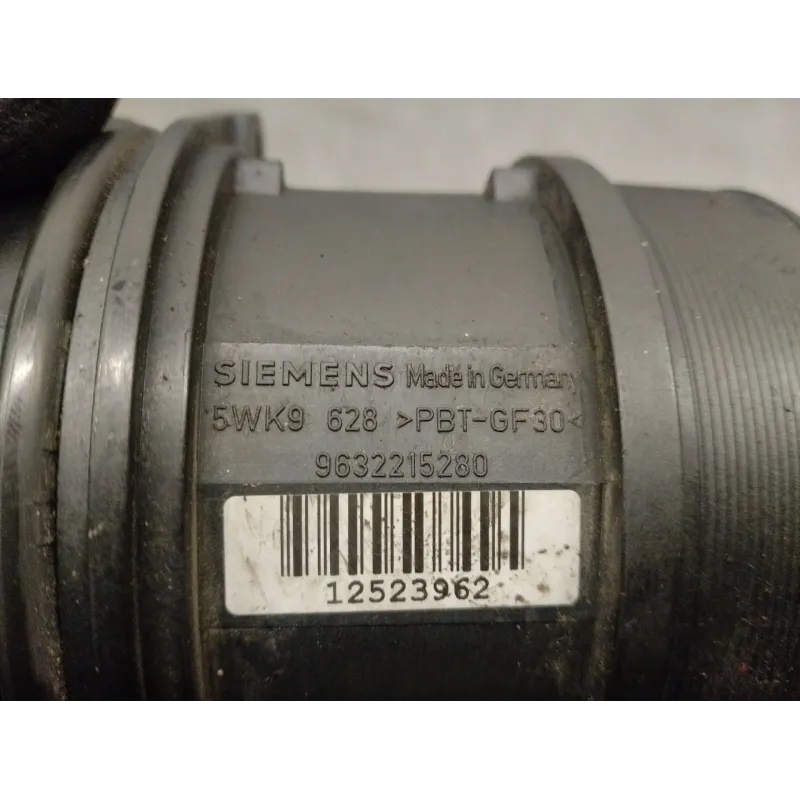 SIEMENS Made in Germany
5WK9 628 >PBT-GF30<
9632215280
12523962